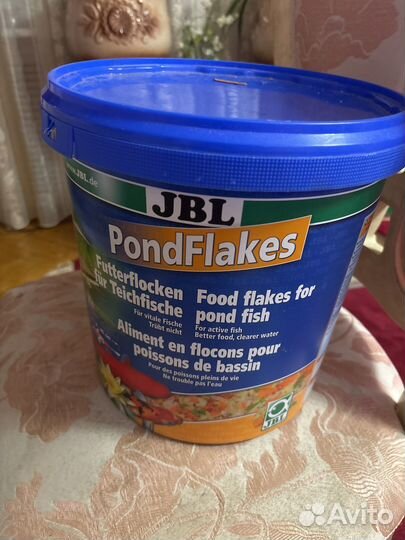 www.JBL.de
JBL
PondFlakes
Futterflocken
für Teichfische
Für vitale Fische
Trübt nicht
Food flakes for
pond fish
For active fish
Better food, clearer water
Aliment en flocons pour
poissons de bassin
Pour des poissons pleins de vie
Ne trouble pas l'eau
JBL
Avito